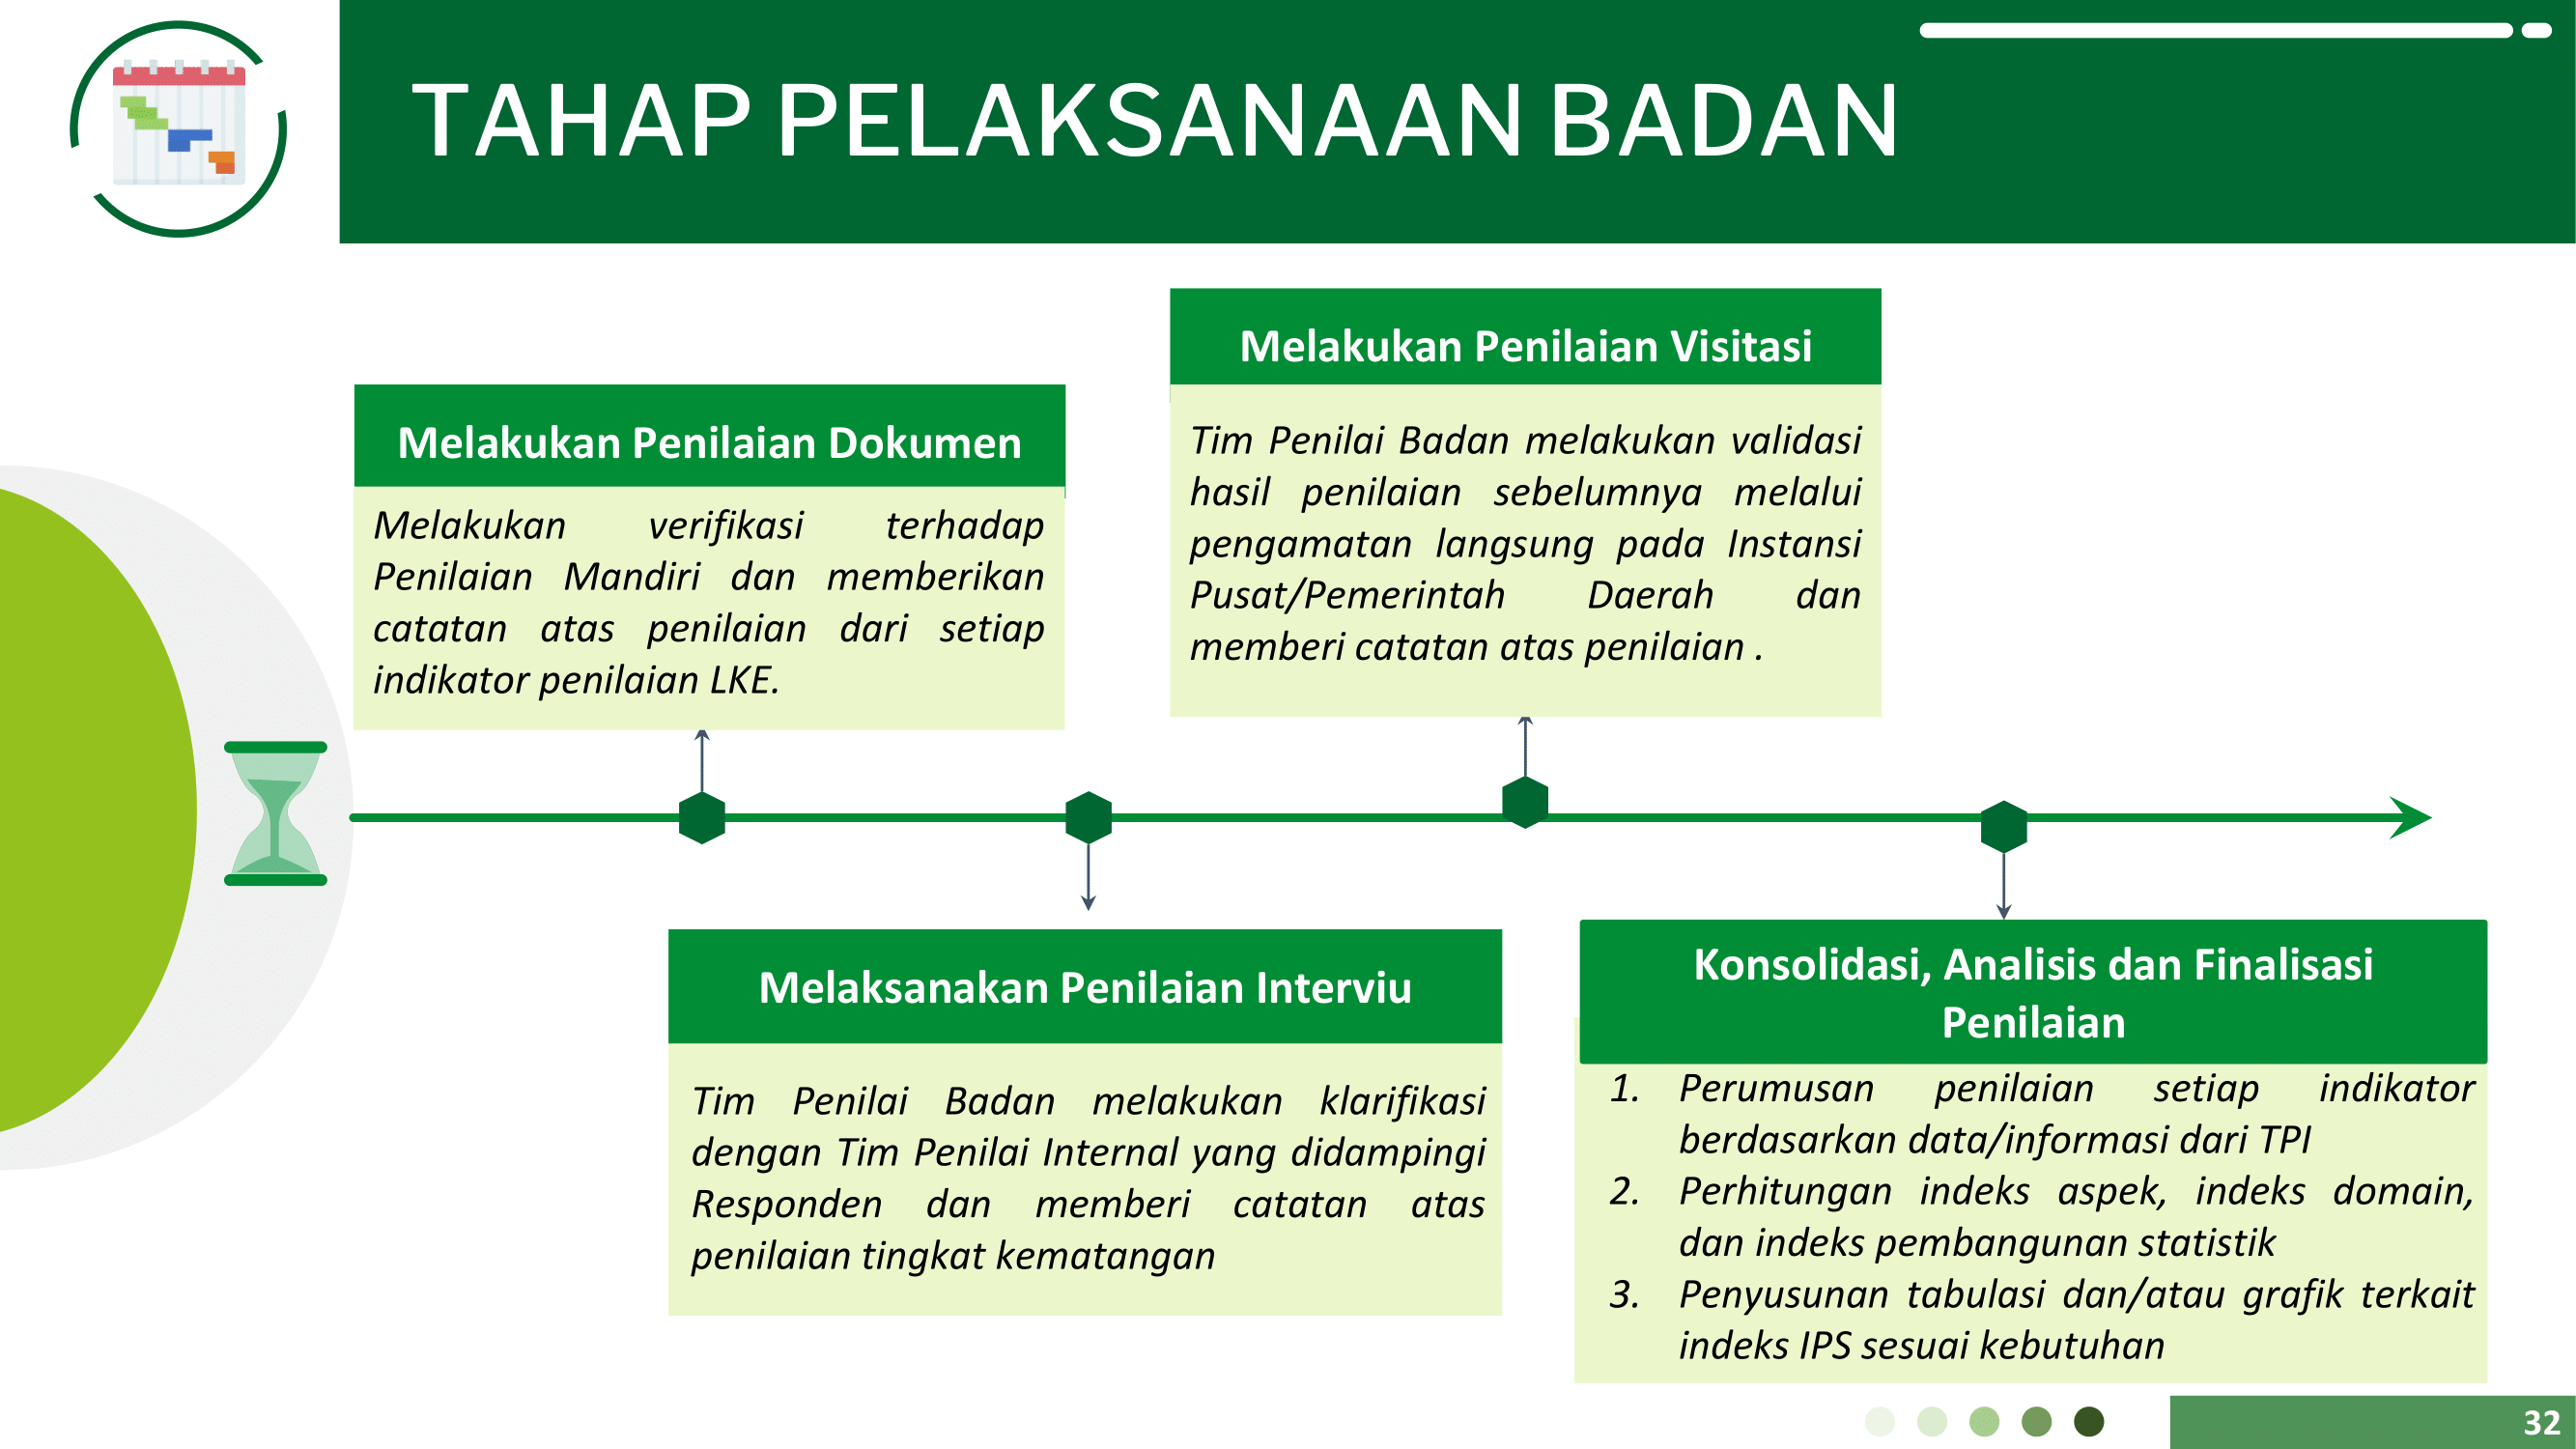 TAHAP PELAKSANAAN BADAN
Melakukan Penilaian Dokumen
Melakukan verifikasi terhadap
Penilaian Mandiri dan memberikan
catatan atas penilaian dari setiap
indikator penilaian LKE.
Melaksanakan Penilaian Interviu
Tim Penilai Badan melakukan klarifikasi
dengan Tim Penilai Internal yang didampingi
Responden dan memberi catatan atas
penilaian tingkat kematangan
Melakukan Penilaian Visitasi
Tim Penilai Badan melakukan validasi
hasil penilaian sebelumnya melalui
pengamatan langsung pada Instansi
Pusat/Pemerintah Daerah dan
memberi catatan atas penilaian .
Konsolidasi, Analisis dan Finalisasi
Penilaian
1. Perumusan penilaian setiap indikator
berdasarkan data/informasi dari TPI
2. Perhitungan indeks aspek, indeks domain,
dan indeks pembangunan statistik
3. Penyusunan tabulasi dan/atau grafik terkait
indeks IPS sesuai kebutuhan
32